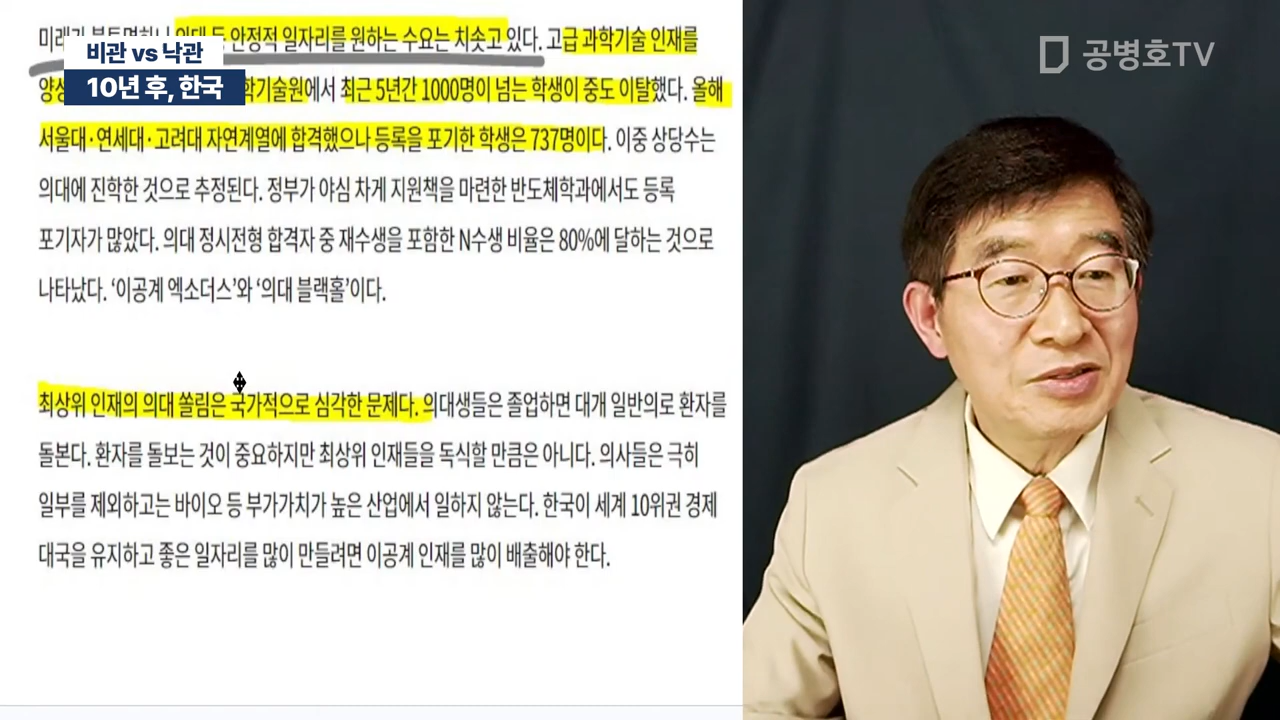 비관 vs 낙관
10년 후, 한국
공병호TV
미래가 의대 등 안정적 일자리를 원하는 수요는 치솟고 있다. 고급 과학기술 인재를
양성 학기술원에서 최근 5년간 1000명이 넘는 학생이 중도 이탈했다. 올해
서울대·연세대·고려대 자연계열에 합격했으나 등록을 포기한 학생은 737명이다. 이중 상당수는
의대에 진학한 것으로 추정된다. 정부가 야심 차게 지원책을 마련한 반도체학과에서도 등록
포기자가 많았다. 의대 정시전형 합격자 중 재수생을 포함한 N수생 비율은 80%에 달하는 것으로
나타났다. ‘이공계 엑소더스’와 ‘의대 블랙홀’이다.
최상위 인재의 의대 쏠림은 국가적으로 심각한 문제다. 의대생들은 졸업하면 대개 일반의로 환자를
돌본다. 환자를 돌보는 것이 중요하지만 최상위 인재들을 독식할 만큼은 아니다. 의사들은 극히
일부를 제외하고는 바이오 등 부가가치가 높은 산업에서 일하지 않는다. 한국이 세계 10위권 경제
대국을 유지하고 좋은 일자리를 많이 만들려면 이공계 인재를 많이 배출해야 한다.